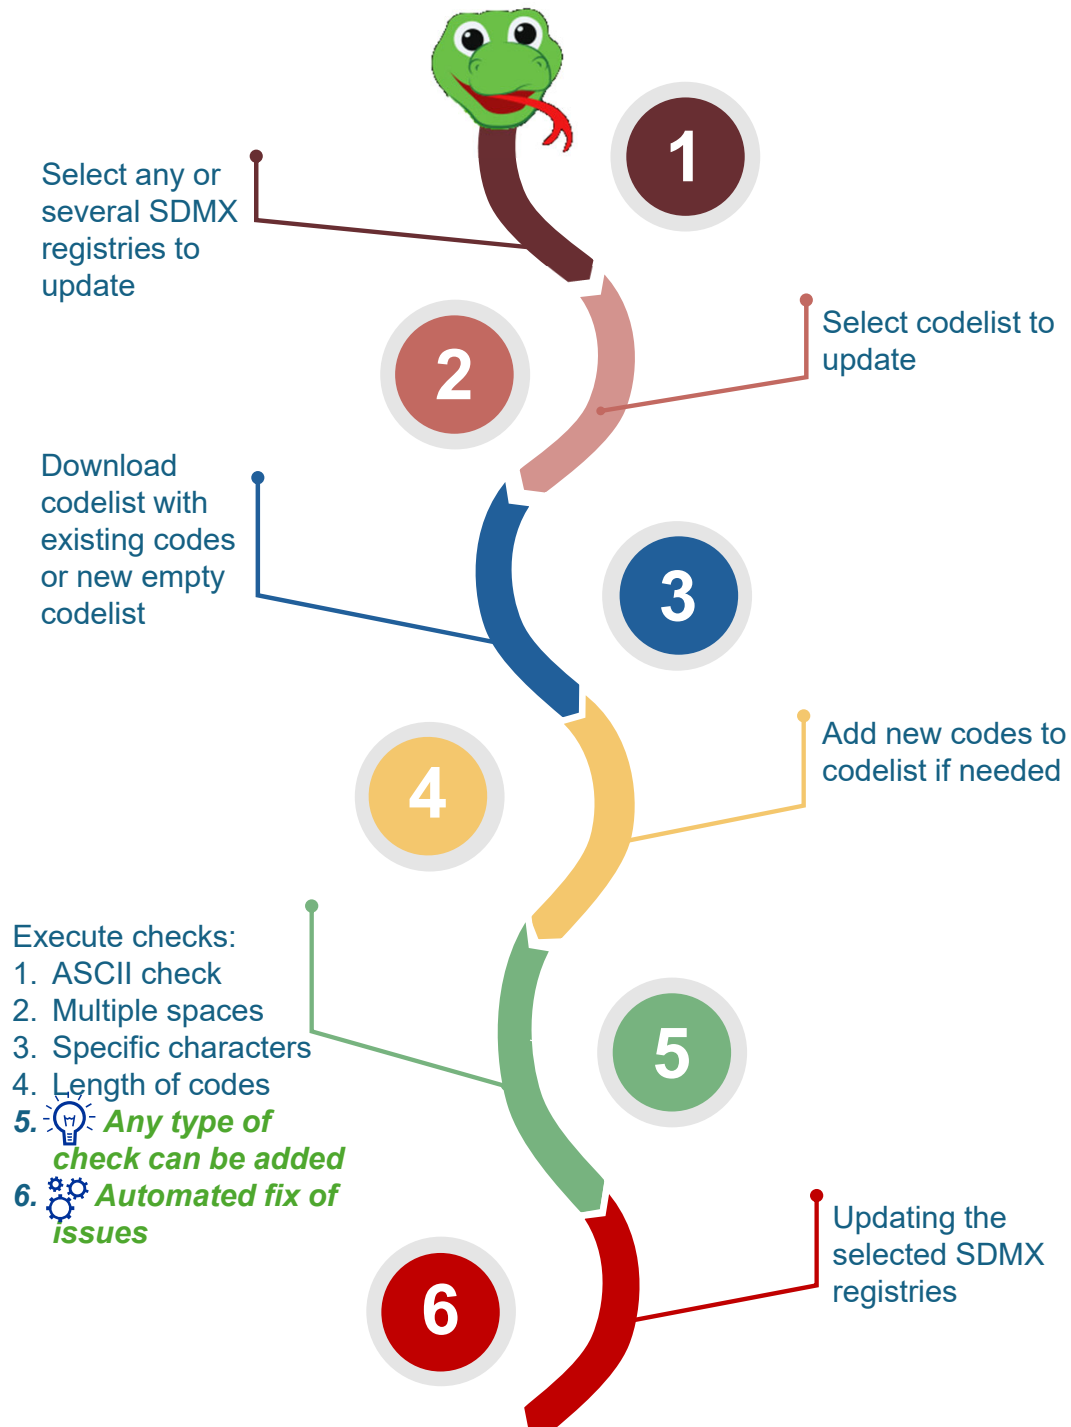 1
Select any or
several SDMX
registries to
update
2
Select codelist to
update
Download
codelist with
existing codes
or new empty
codelist
3
4
Add new codes to
codelist if needed
Execute checks:
1. ASCII check
2. Multiple spaces
3. Specific characters
4. Length of codes
5. Any type of
check can be added
6. Automated fix of
issues
5
6
Updating the
selected SDMX
registries